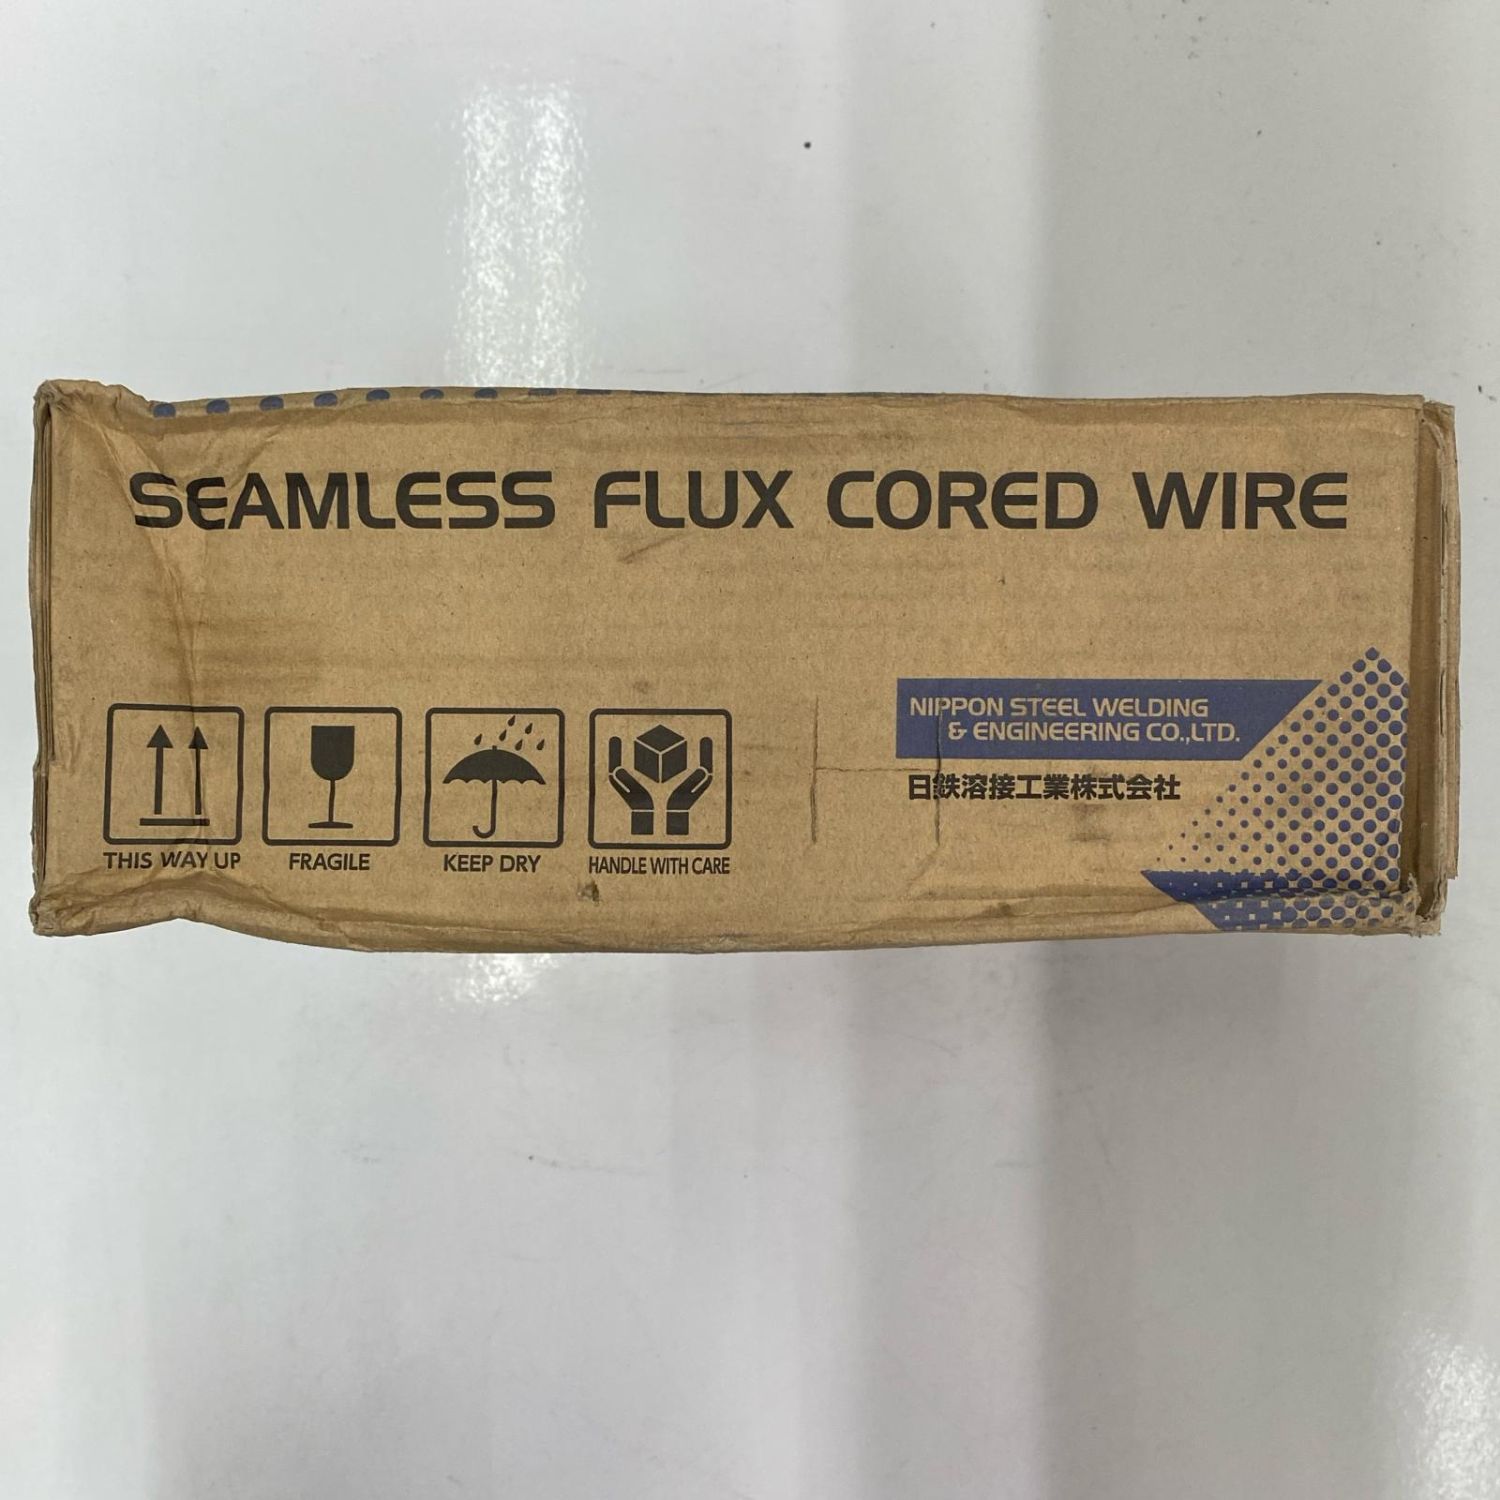 SEAMLESS FLUX CORED WIRE
NIPPON STEEL WELDING
& ENGINEERING CO.,LTD.
日鉄溶接工業株式会社
THIS WAY UP
FRAGILE
KEEP DRY
HANDLE WITH CARE